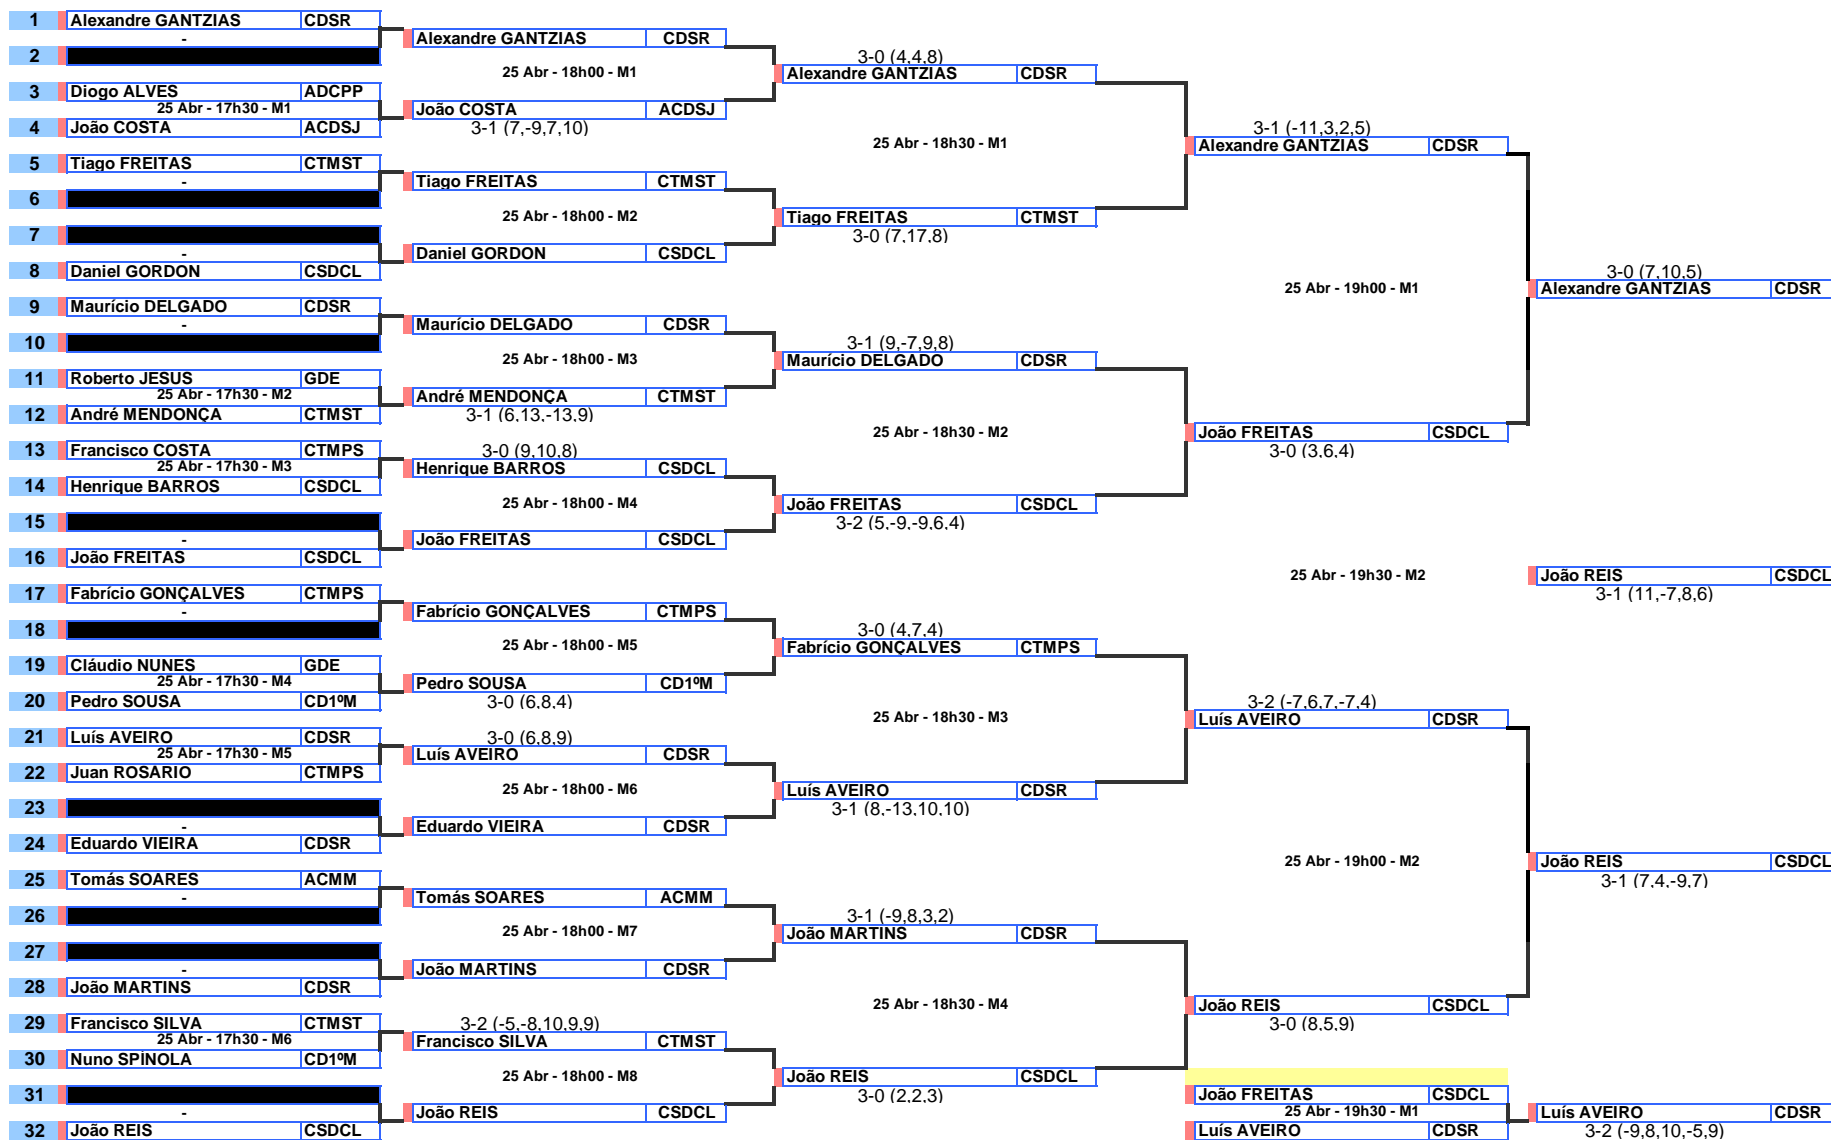 1 Alexandre GANTZIAS CDSR
-
2
3 Diogo ALVES ADCPP
25 Abr - 17h30 - M1
4 João COSTA ACDSJ
5 Tiago FREITAS CTMST
-
6
7
-
8 Daniel GORDON CSDCL
9 Maurício DELGADO CDSR
-
10
11 Roberto JESUS GDE
25 Abr - 17h30 - M2
12 André MENDONÇA CTMST
13 Francisco COSTA CTMPS
25 Abr - 17h30 - M3
14 Henrique BARROS CSDCL
15
-
16 João FREITAS CSDCL
17 Fabrício GONÇALVES CTMPS
-
18
19 Cláudio NUNES GDE
25 Abr - 17h30 - M4
20 Pedro SOUSA CD1ºM
21 Luís AVEIRO CDSR
25 Abr - 17h30 - M5
22 Juan ROSÁRIO CTMPS
23
-
24 Eduardo VIEIRA CDSR
25 Tomás SOARES ACMM
-
26
27
-
28 João MARTINS CDSR
29 Francisco SILVA CTMST
25 Abr - 17h30 - M6
30 Nuno SPÍNOLA CD1ºM
31
-
32 João REIS CSDCL
Alexandre GANTZIAS CDSR
25 Abr - 18h00 - M1
João COSTA ACDSJ
3-1 (7,-9,7,10)
Tiago FREITAS CTMST
25 Abr - 18h00 - M2
Daniel GORDON CSDCL
Maurício DELGADO CDSR
25 Abr - 18h00 - M3
André MENDONÇA CTMST
3-1 (6,13,-13,9)
3-0 (9,10,8)
Henrique BARROS CSDCL
25 Abr - 18h00 - M4
João FREITAS CSDCL
Fabrício GONÇALVES CTMPS
25 Abr - 18h00 - M5
Pedro SOUSA CD1ºM
3-0 (6,8,4)
3-0 (6,8,9)
Luís AVEIRO CDSR
25 Abr - 18h00 - M6
Eduardo VIEIRA CDSR
Tomás SOARES ACMM
25 Abr - 18h00 - M7
João MARTINS CDSR
3-2 (-5,-8,10,9,9)
Francisco SILVA CTMST
25 Abr - 18h00 - M8
João REIS CSDCL
3-0 (4,4,8)
Alexandre GANTZIAS CDSR
25 Abr - 18h30 - M1
Tiago FREITAS CTMST
3-0 (7,17,8)
3-1 (9,-7,9,8)
Maurício DELGADO CDSR
25 Abr - 18h30 - M2
João FREITAS CSDCL
3-2 (5,-9,-9,6,4)
3-0 (4,7,4)
Fabrício GONÇALVES CTMPS
25 Abr - 18h30 - M3
Luís AVEIRO CDSR
3-1 (8,-13,10,10)
3-1 (-9,8,3,2)
João MARTINS CDSR
25 Abr - 18h30 - M4
João REIS CSDCL
3-0 (2,2,3)
3-1 (-11,3,2,5)
Alexandre GANTZIAS CDSR
25 Abr - 19h00 - M1
João FREITAS CSDCL
3-0 (3,6,4)
25 Abr - 19h30 - M2
3-2 (-7,6,7,-7,4)
Luís AVEIRO CDSR
25 Abr - 19h00 - M2
João REIS CSDCL
3-0 (8,5,9)
João FREITAS CSDCL
25 Abr - 19h30 - M1
Luís AVEIRO CDSR
3-0 (7,10,5)
Alexandre GANTZIAS CDSR
João REIS CSDCL
3-1 (11,-7,8,6)
João REIS CSDCL
3-1 (7,4,-9,7)
Luís AVEIRO CDSR
3-2 (-9,8,10,-5,9)